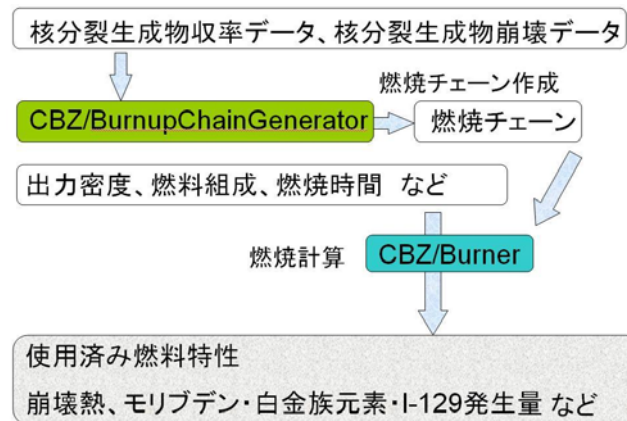 核分裂生成物収率データ、核分裂生成物崩壊データ
燃焼チェーン作成
CBZ/BurnupChainGenerator
燃焼チェーン
出力密度、燃料組成、燃焼時間 など
燃焼計算
CBZ/Burner
使用済み燃料特性
崩壊熱、モリブデン・白金族元素・I-129発生量 など